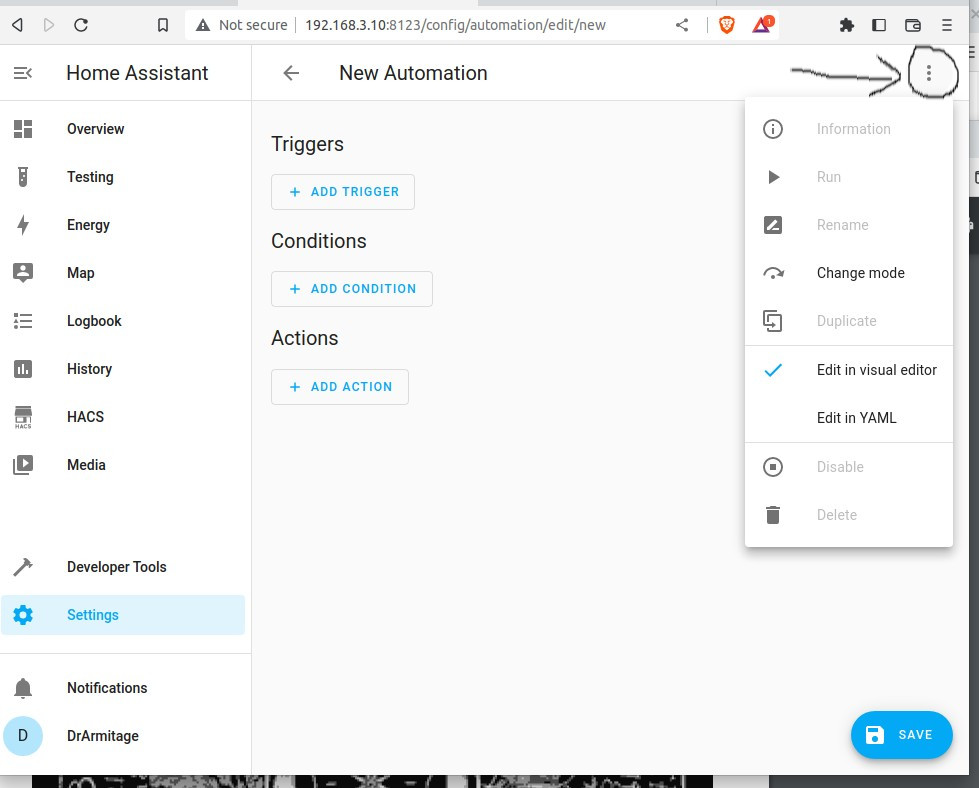 Not secure 192.168.3.10:8123/config/automation/edit/new 1
Home Assistant
New Automation
Overview
Testing
Energy
Map
Logbook
History
HACS
HACS
Media
Developer Tools
Settings
Notifications
D DrArmitage
Triggers
+ ADD TRIGGER
Conditions
+ ADD CONDITION
Actions
+ ADD ACTION
Information
Run
Rename
Change mode
Duplicate
Edit in visual editor
Edit in YAML
Disable
Delete
SAVE